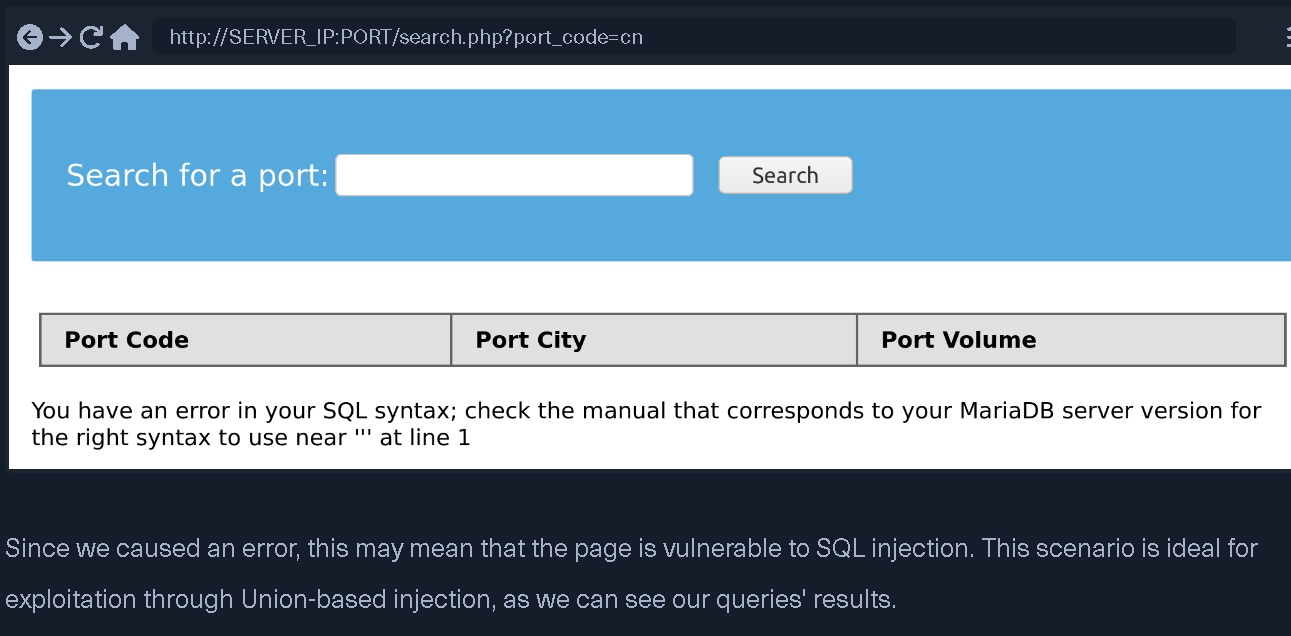 http://SERVER_IP:PORT/search.php?port_code=cn
Search for a port:
Search
Port Code
Port City
Port Volume
You have an error in your SQL syntax; check the manual that corresponds to your MariaDB server version for
the right syntax to use near ''' at line 1
Since we caused an error, this may mean that the page is vulnerable to SQL injection. This scenario is ideal for
exploitation through Union-based injection, as we can see our queries' results.